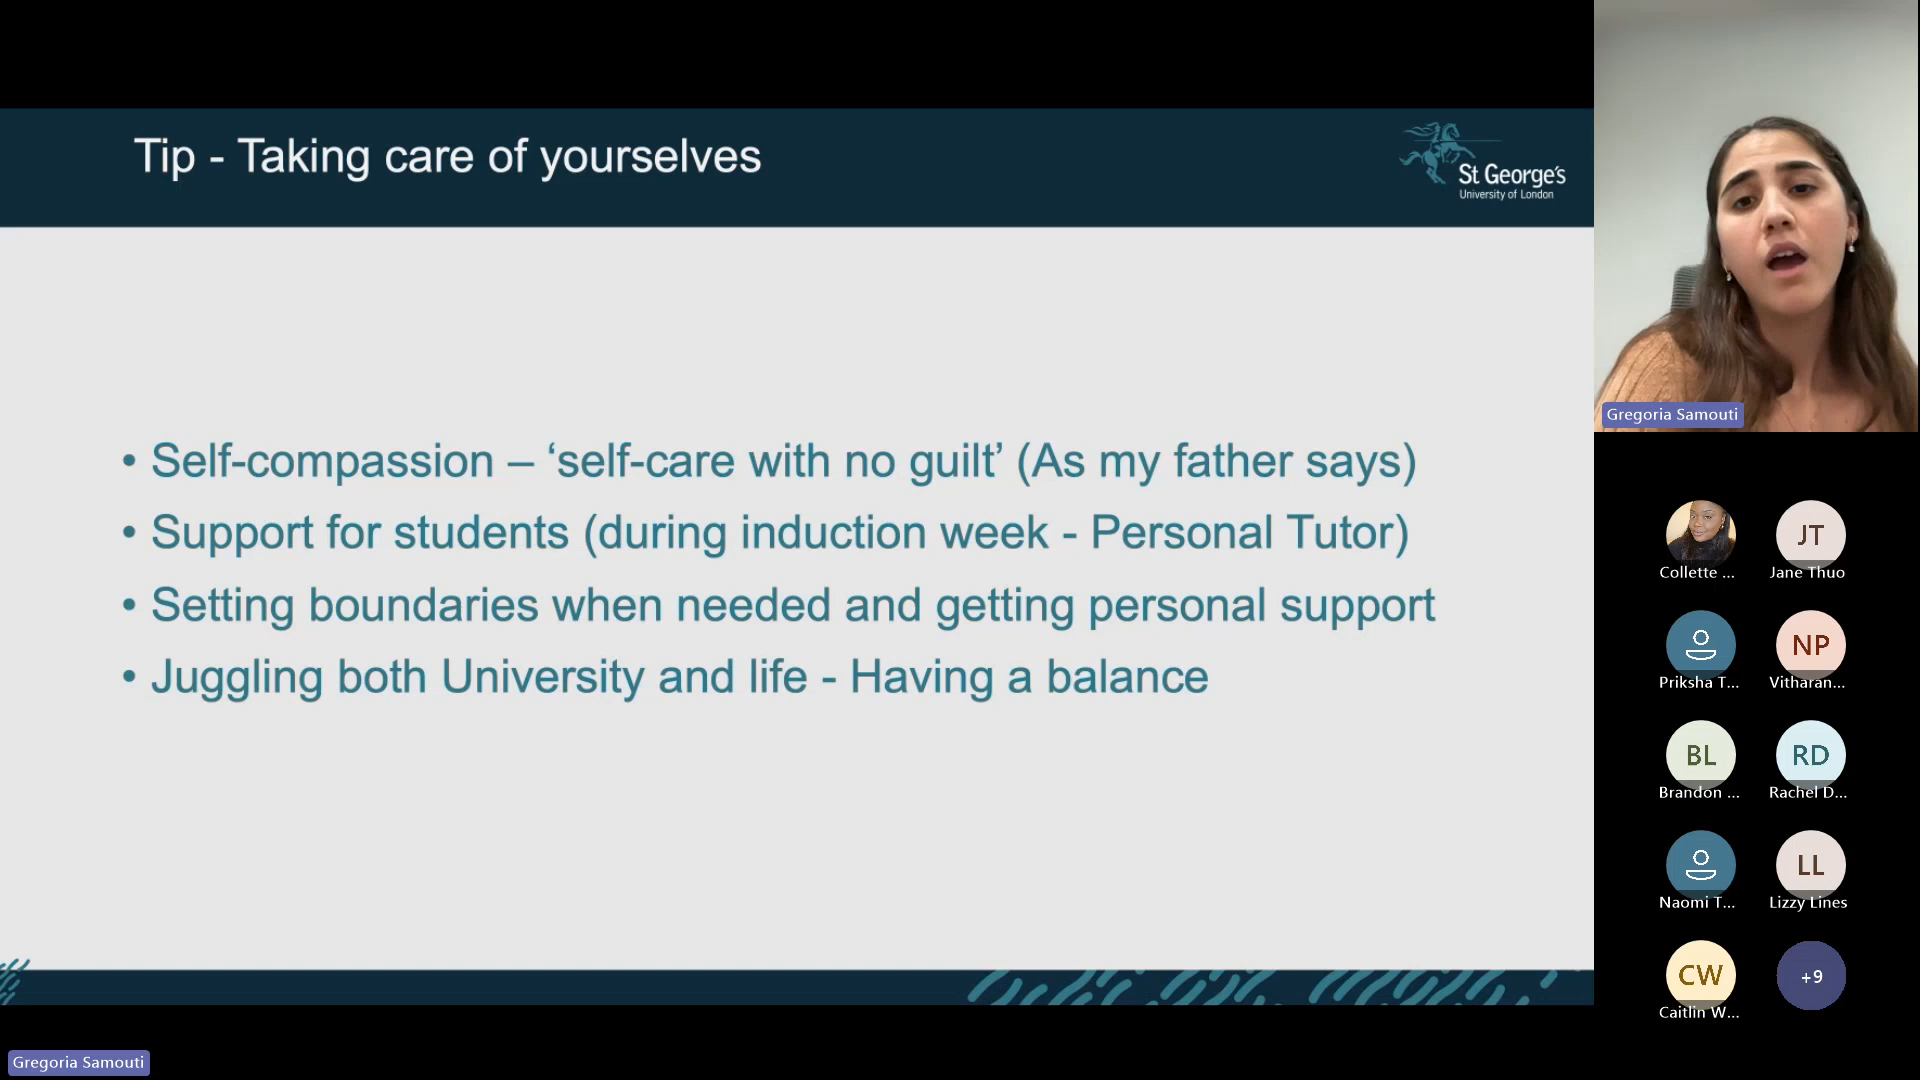 Tip - Taking care of yourselves
St George's
University of London
• Self-compassion – ‘self-care with no guilt’ (As my father says)
• Support for students (during induction week - Personal Tutor)
• Setting boundaries when needed and getting personal support
• Juggling both University and life - Having a balance
Gregoria Samouti
Collette ...
JT
Jane Thuo
Priksha T...
NP
Vitharan...
BL
Brandon ...
RD
Rachel D...
Naomi T...
LL
Lizzy Lines
CW
Caitlin W...
+9
Gregoria Samouti